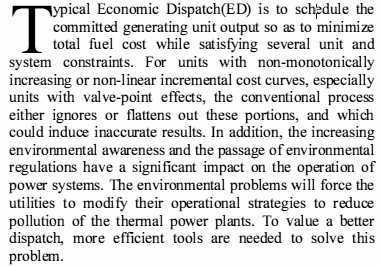 Typical Economic Dispatch(ED) is to schedule the
committed generating unit output so as to minimize
total fuel cost while satisfying several unit and
system constraints. For units with non-monotonically
increasing or non-linear incremental cost curves, especially
units with valve-point effects, the conventional process
either ignores or flattens out these portions, and which
could induce inaccurate results. In addition, the increasing
environmental awareness and the passage of environmental
regulations have a significant impact on the operation of
power systems. The environmental problems will force the
utilities to modify their operational strategies to reduce
pollution of the thermal power plants. To value a better
dispatch, more efficient tools are needed to solve this
problem.